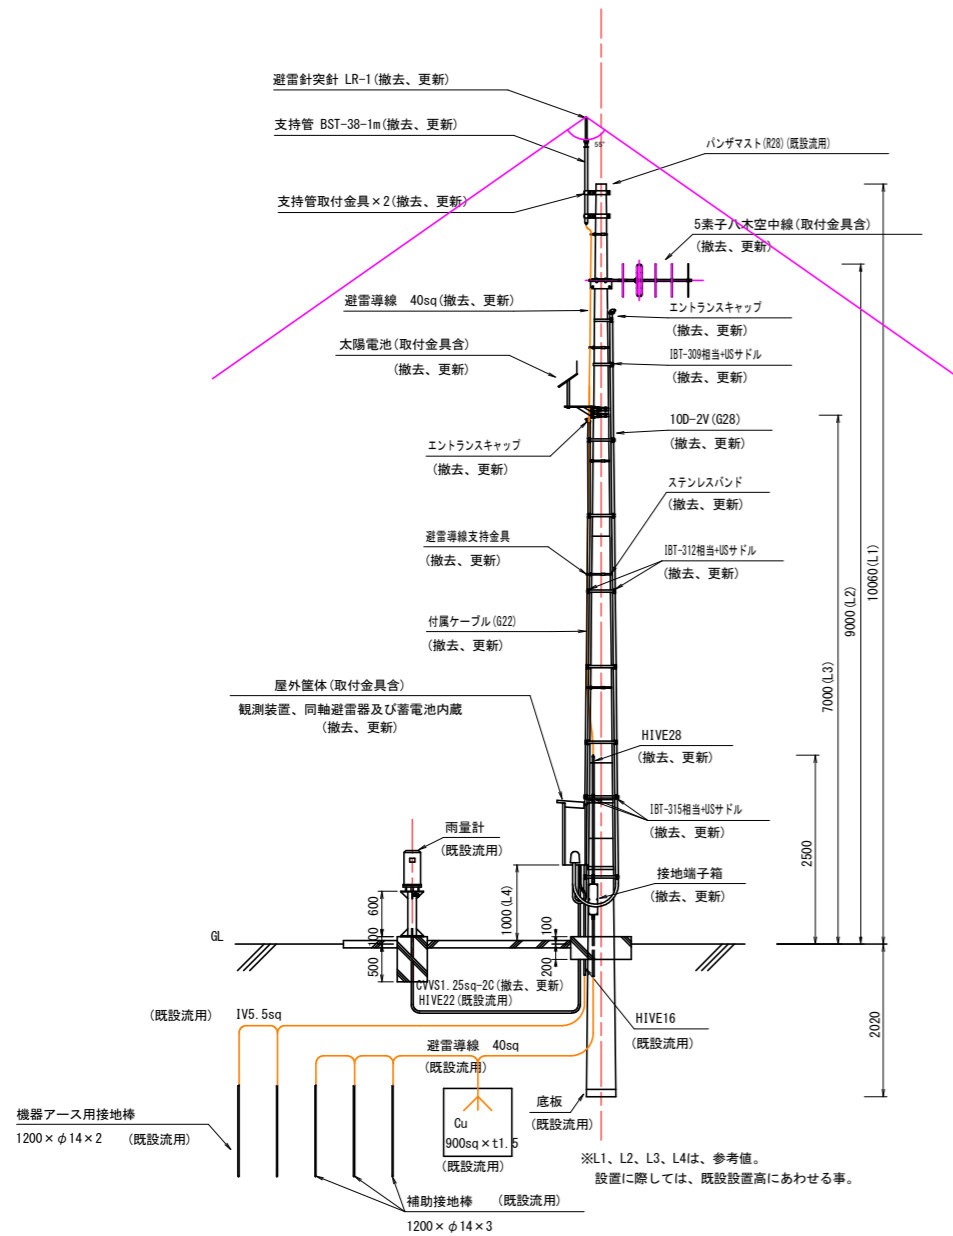 避雷針突針 LR-1(撤去、更新)
支持管 BST-38-1m(撤去、更新)
55°
パンザマスト(R28)(既設流用)
支持管取付金具×2(撤去、更新)
5素子八木空中線(取付金具含)
(撤去、更新)
避雷導線 40sq(撤去、更新)
エントランスキャップ
(撤去、更新)
太陽電池(取付金具含)
(撤去、更新)
IBT-309相当+USサドル
(撤去、更新)
10D-2V(G28)
(撤去、更新)
エントランスキャップ
(撤去、更新)
ステンレスバンド
(撤去、更新)
避雷導線支持金具
(撤去、更新)
IBT-312相当+USサドル
(撤去、更新)
10060(L1)
9000(L2)
7000(L3)
付属ケーブル(G22)
(撤去、更新)
屋外筐体(取付金具含)
観測装置、同軸避雷器及び蓄電池内蔵
(撤去、更新)
HIVE28
(撤去、更新)
IBT-315相当+USサドル
(撤去、更新)
2500
雨量計
(既設流用)
接地端子箱
(撤去、更新)
600
100
500
1000(L4)
100
200
GL
CVVS1.25sq-2C(撤去、更新)
HIVE22(既設流用)
(既設流用) IV5.5sq
HIVE16
(既設流用)
2020
避雷導線 40sq
(既設流用)
機器アース用接地棒
1200×φ14×2 (既設流用)
Cu
900sq×t1.5
(既設流用)
底板
(既設流用)
補助接地棒 (既設流用)
1200×φ14×3
※L1、L2、L3、L4は、参考値。
設置に際しては、既設設置高にあわせる事。